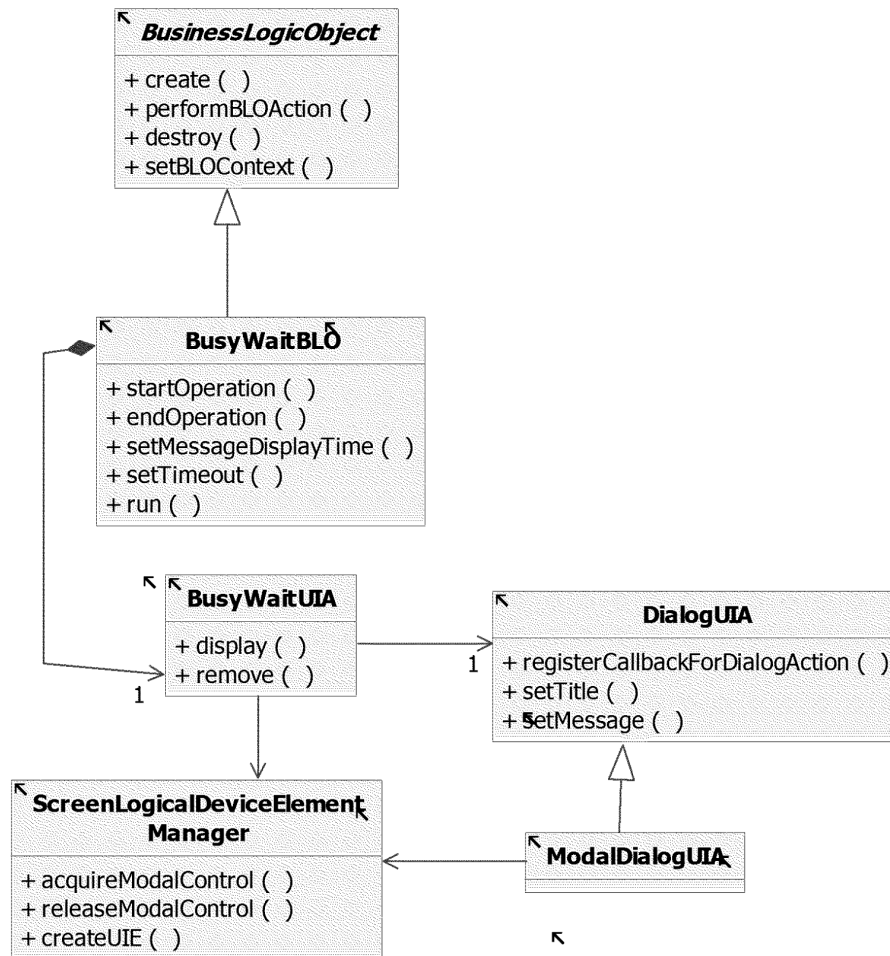 BusinessLogicObject
+ create ( )
+ performBLOAction ( )
+ destroy ( )
+ setBLOContext ( )
BusyWaitBLO
+ startOperation ( )
+ endOperation ( )
+ setMessageDisplayTime ( )
+ setTimeout ( )
+ run ( )
BusyWaitUIA
+ display ( )
+ remove ( )
1
DialogUIA
+ registerCallbackForDialogAction ( )
+ setTitle ( )
+ setMessage ( )
1
ScreenLogicalDeviceElement
Manager
+ acquireModalControl ( )
+ releaseModalControl ( )
+ createUIE ( )
ModalDialogUIA